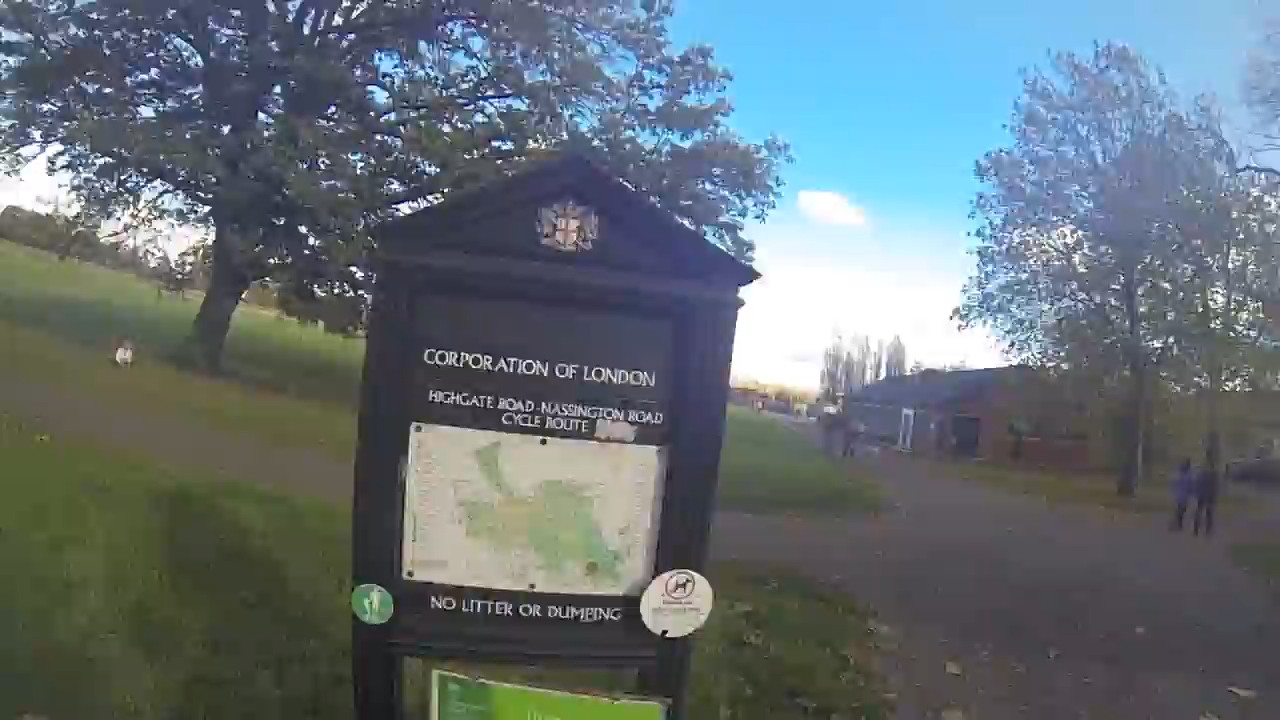 CORPORATION OF LONDON
HIGHGATE ROAD-NASSINGTON ROAD
CYCLE ROUTE
NO LITTER OR DUMPING